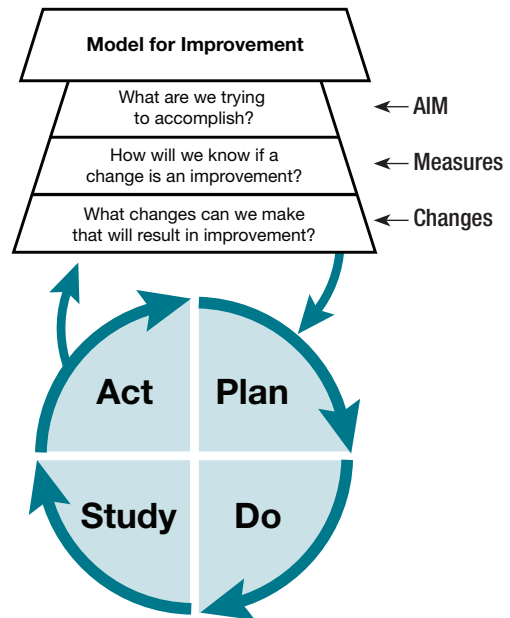 Model for Improvement
What are we trying
to accomplish?
AIM
How will we know if a
change is an improvement?
Measures
What changes can we make
that will result in improvement?
Changes
Act
Plan
Study
Do